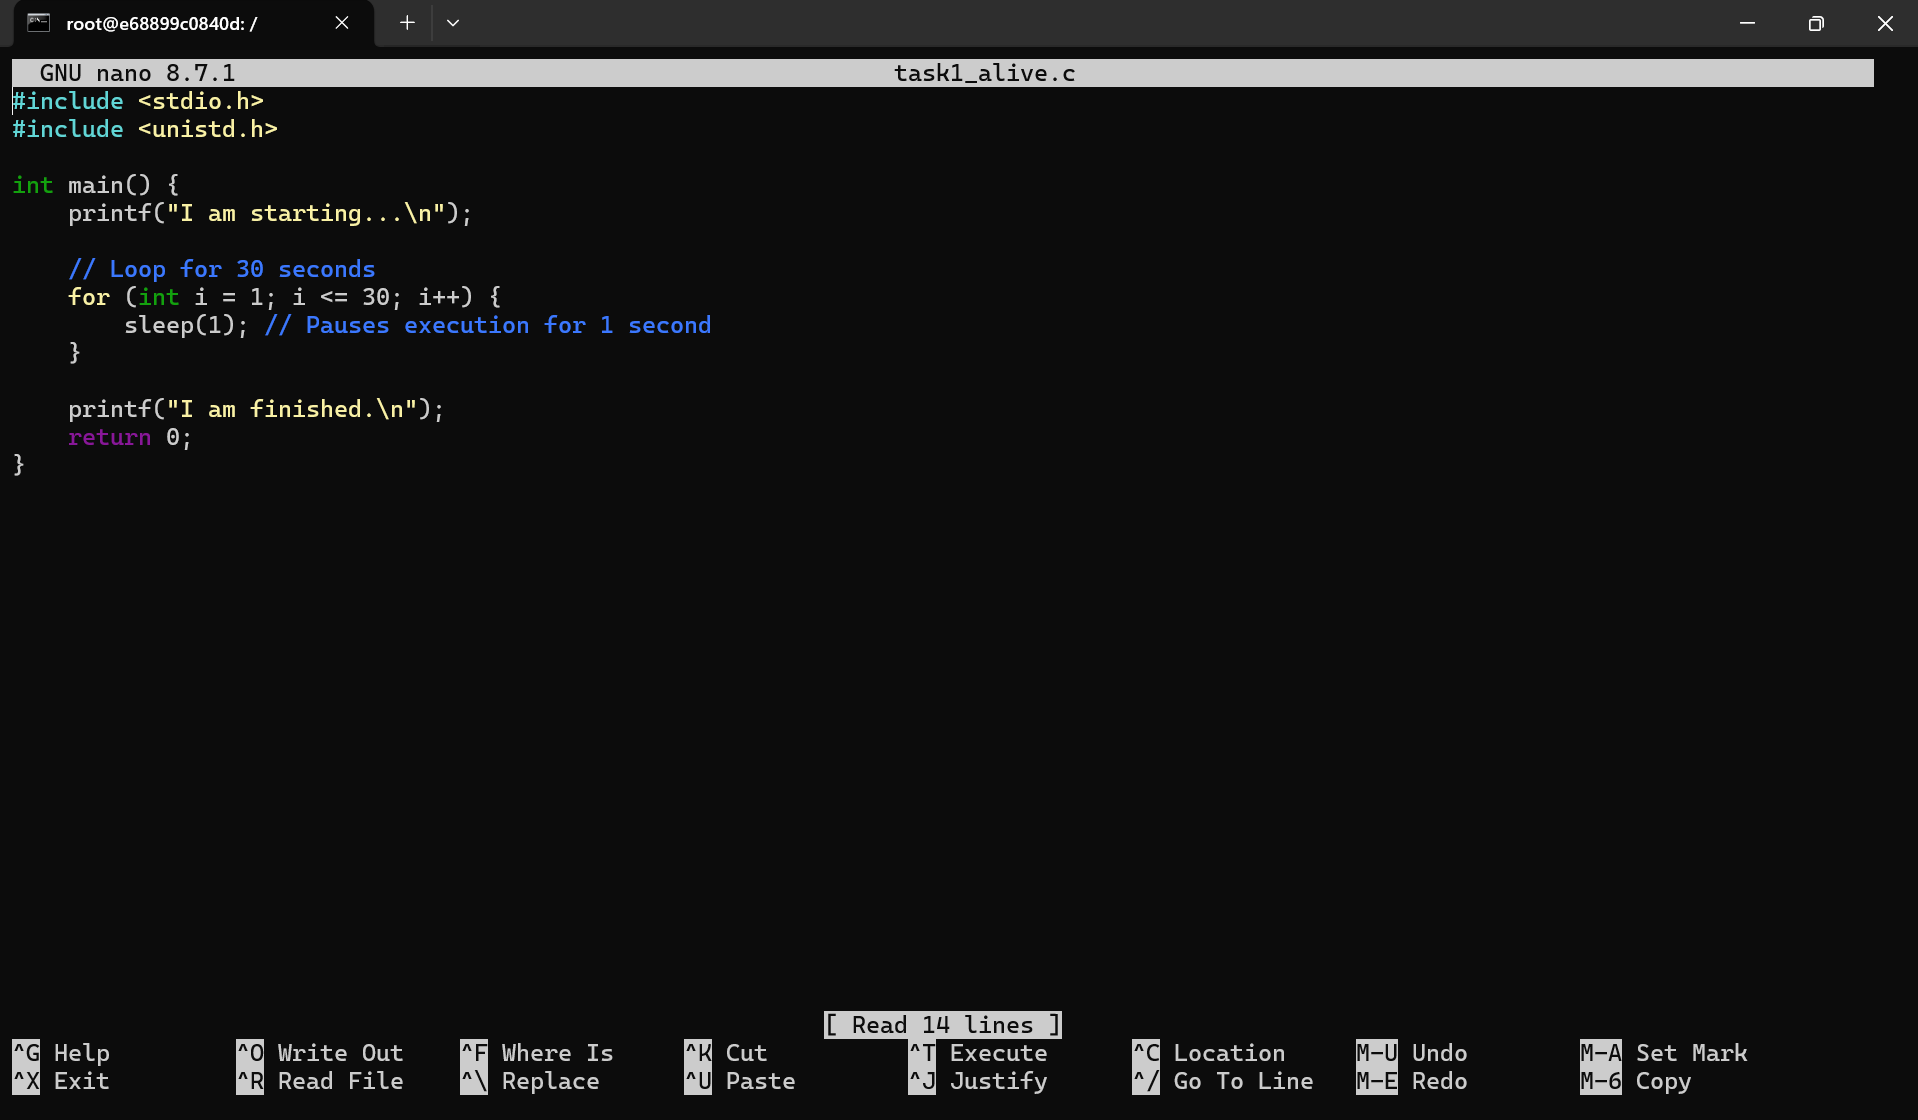 root@e68899c0840d: /
GNU nano 8.7.1 task1_alive.c
#include <stdio.h>
#include <unistd.h>

int main() {
    printf("I am starting...\n");

    // Loop for 30 seconds
    for (int i = 1; i <= 30; i++) {
        sleep(1); // Pauses execution for 1 second
    }

    printf("I am finished.\n");
    return 0;
}
[ Read 14 lines ]
^G Help ^O Write Out ^F Where Is ^K Cut ^T Execute ^C Location M-U Undo M-A Set Mark
^X Exit ^R Read File ^\ Replace ^U Paste ^J Justify ^/ Go To Line M-E Redo M-6 Copy